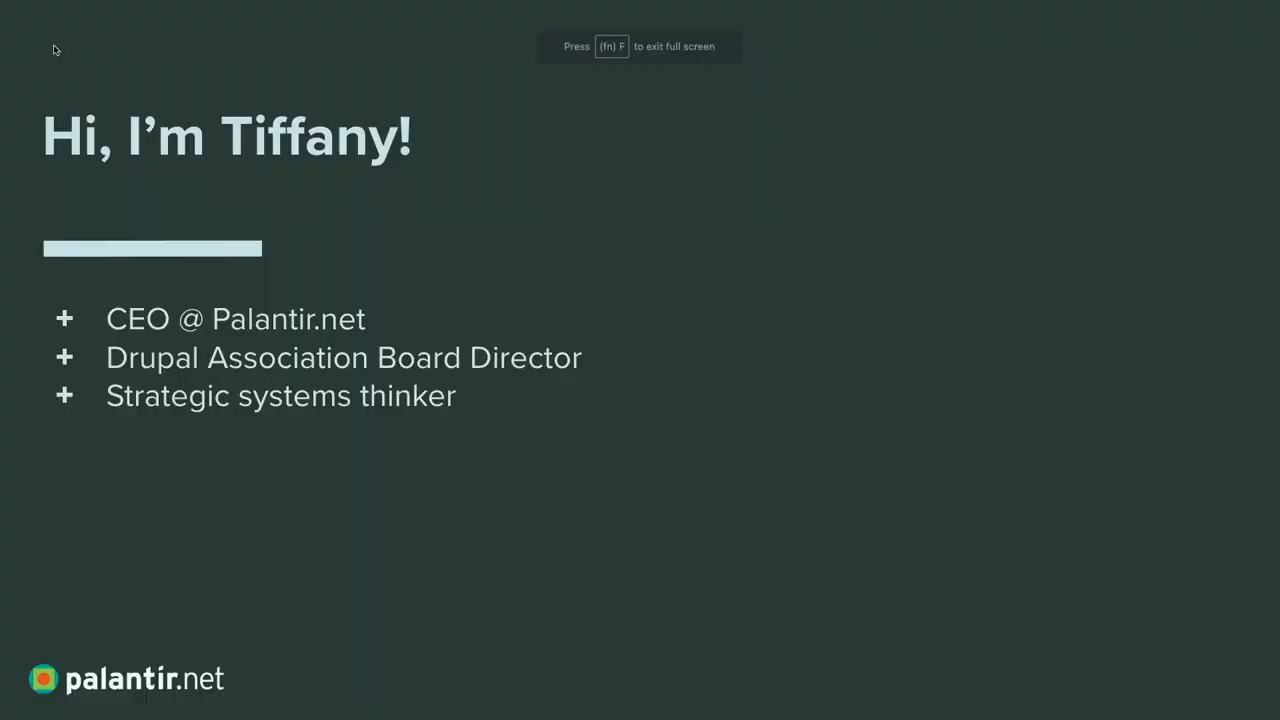 Press (fn) F to exit full screen
Hi, I’m Tiffany!
+ CEO @ Palantir.net
+ Drupal Association Board Director
+ Strategic systems thinker
palantir.net